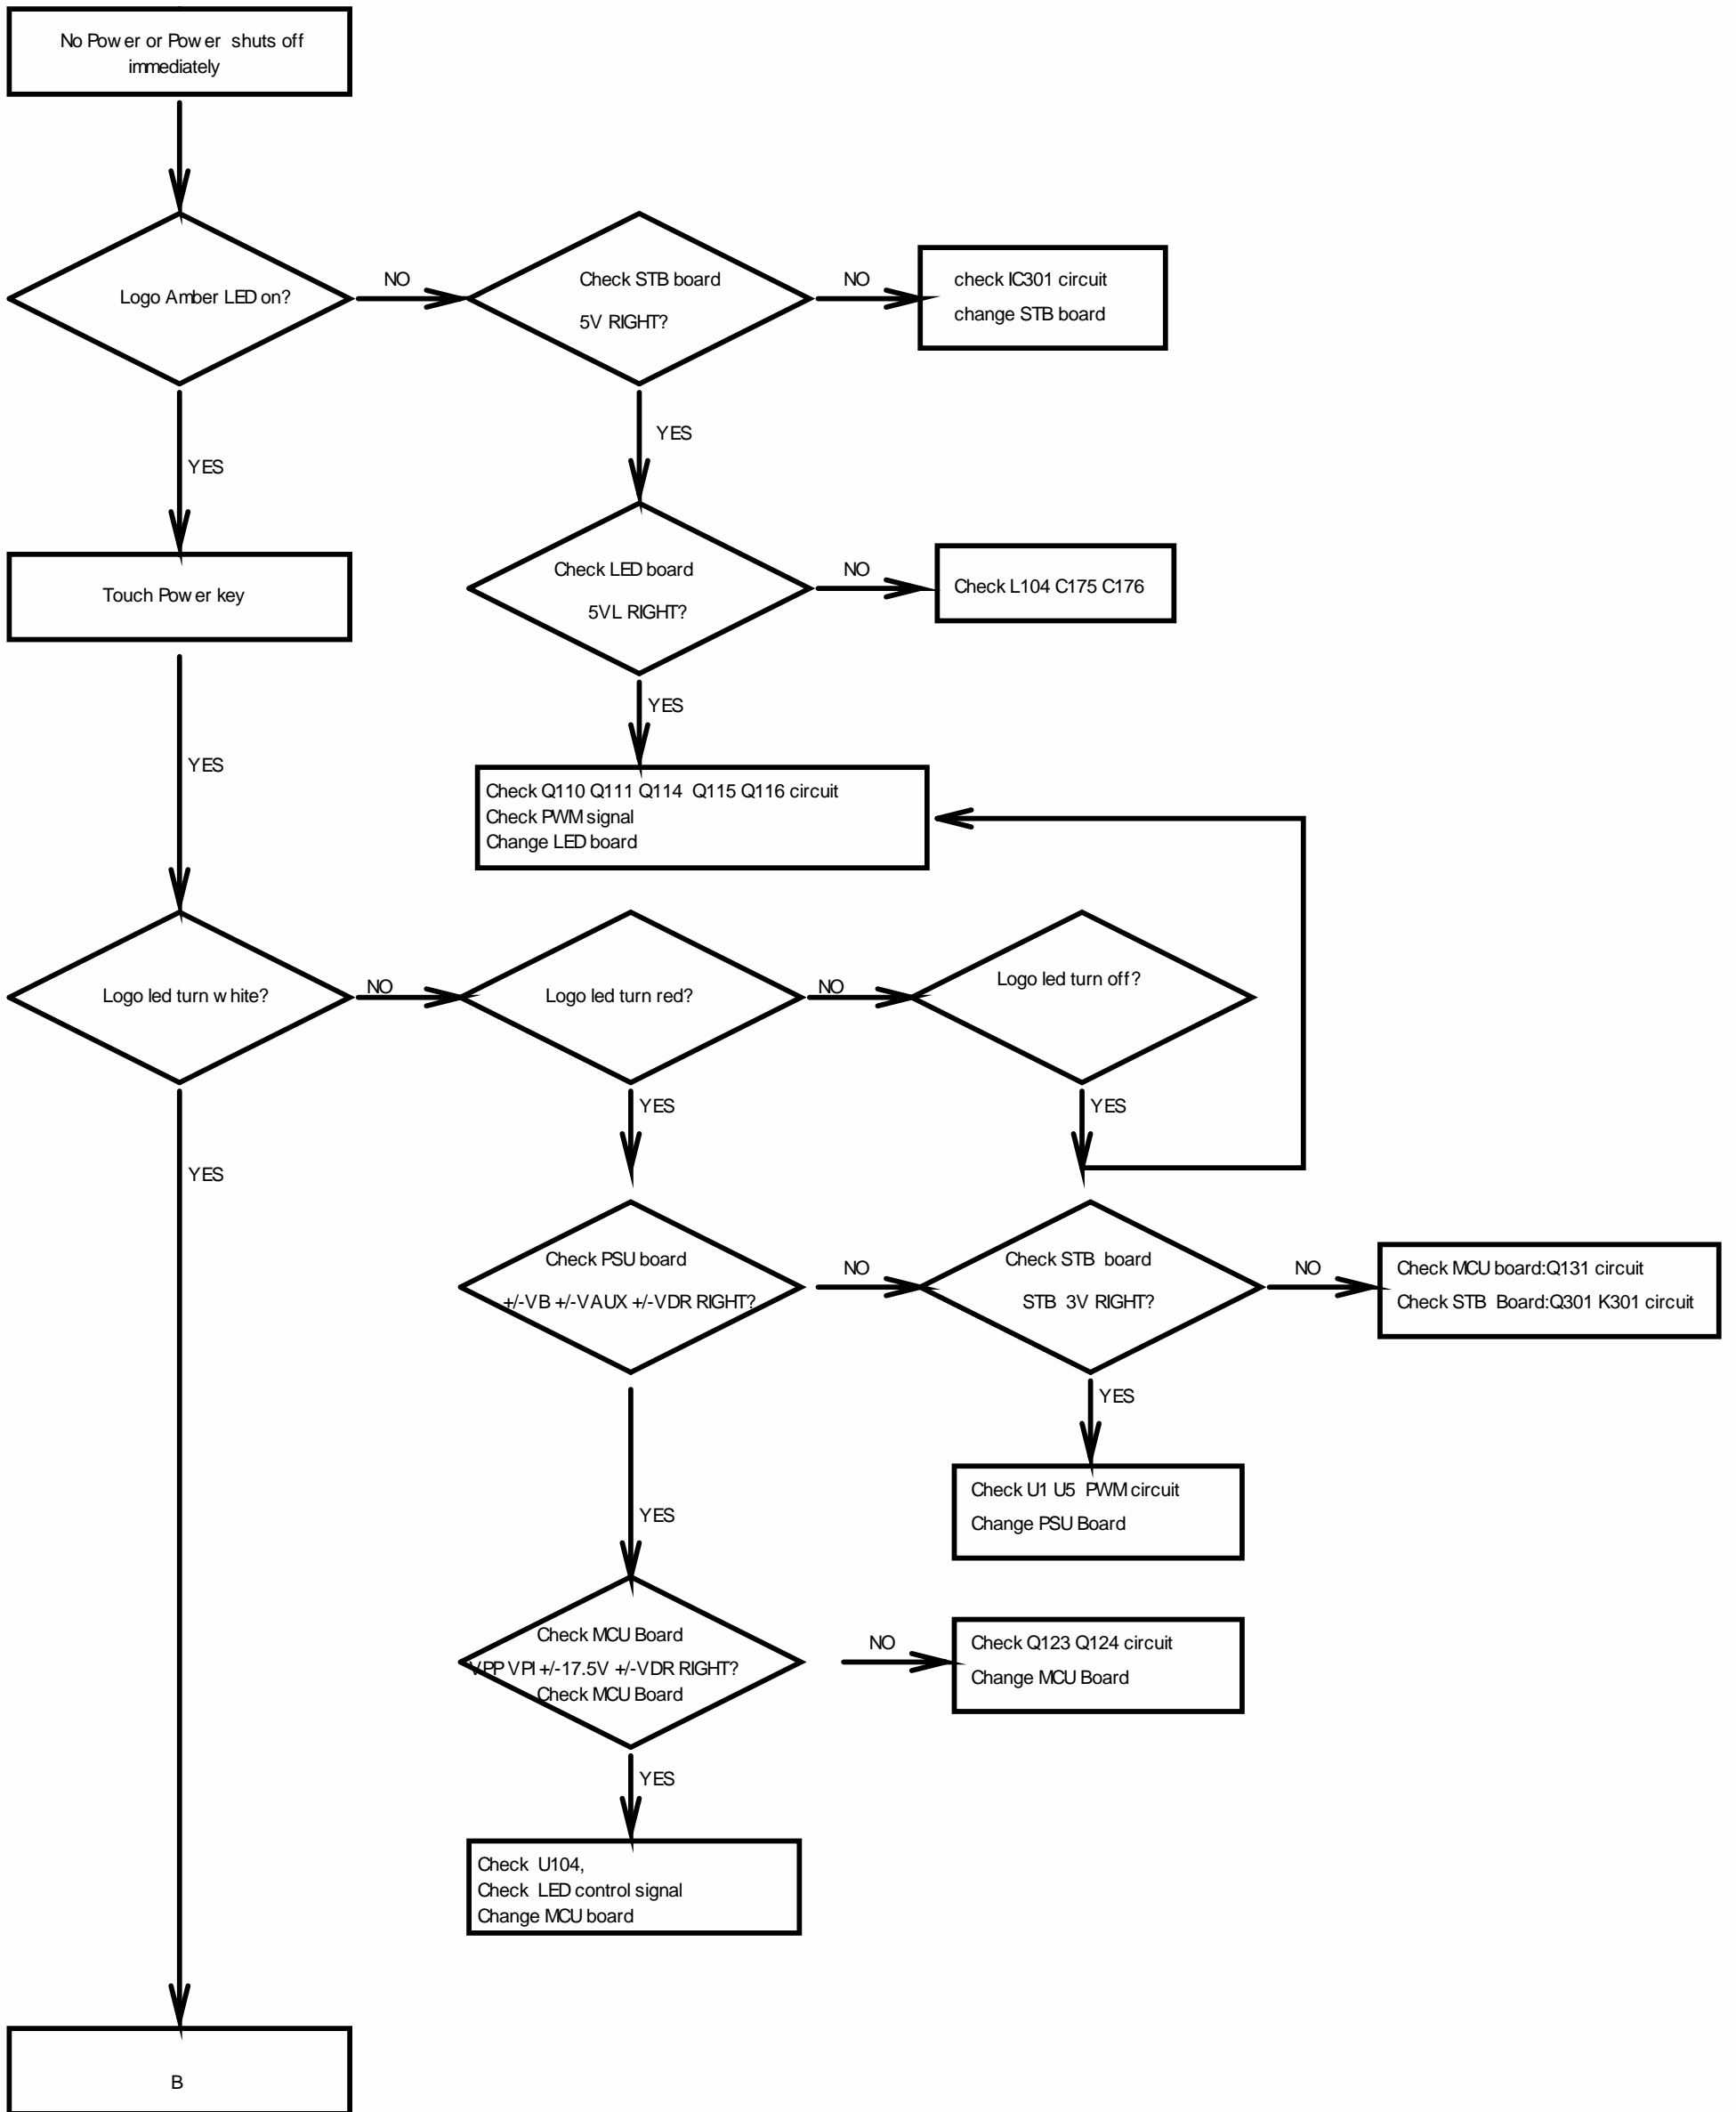 No Power or Power shuts off
immediately
Logo Amber LED on?
NO
Check STB board
5V RIGHT?
NO
check IC301 circuit
change STB board
YES
YES
Touch Power key
Check LED board
5VL RIGHT?
NO
Check L104 C175 C176
YES
YES
Check Q110 Q111 Q114 Q115 Q116 circuit
Check PWM signal
Change LED board
Logo led turn white?
NO
Logo led turn red?
NO
Logo led turn off?
YES
YES
YES
Check PSU board
+/-VB +/-VAUX +/-VDR RIGHT?
NO
Check STB board
STB 3V RIGHT?
NO
Check MCU board:Q131 circuit
Check STB Board:Q301 K301 circuit
YES
Check U1 U5 PWM circuit
Change PSU Board
YES
Check MCU Board
VPP VPI +/-17.5V +/-VDR RIGHT?
Check MCU Board
NO
Check Q123 Q124 circuit
Change MCU Board
YES
Check U104,
Check LED control signal
Change MCU board
B